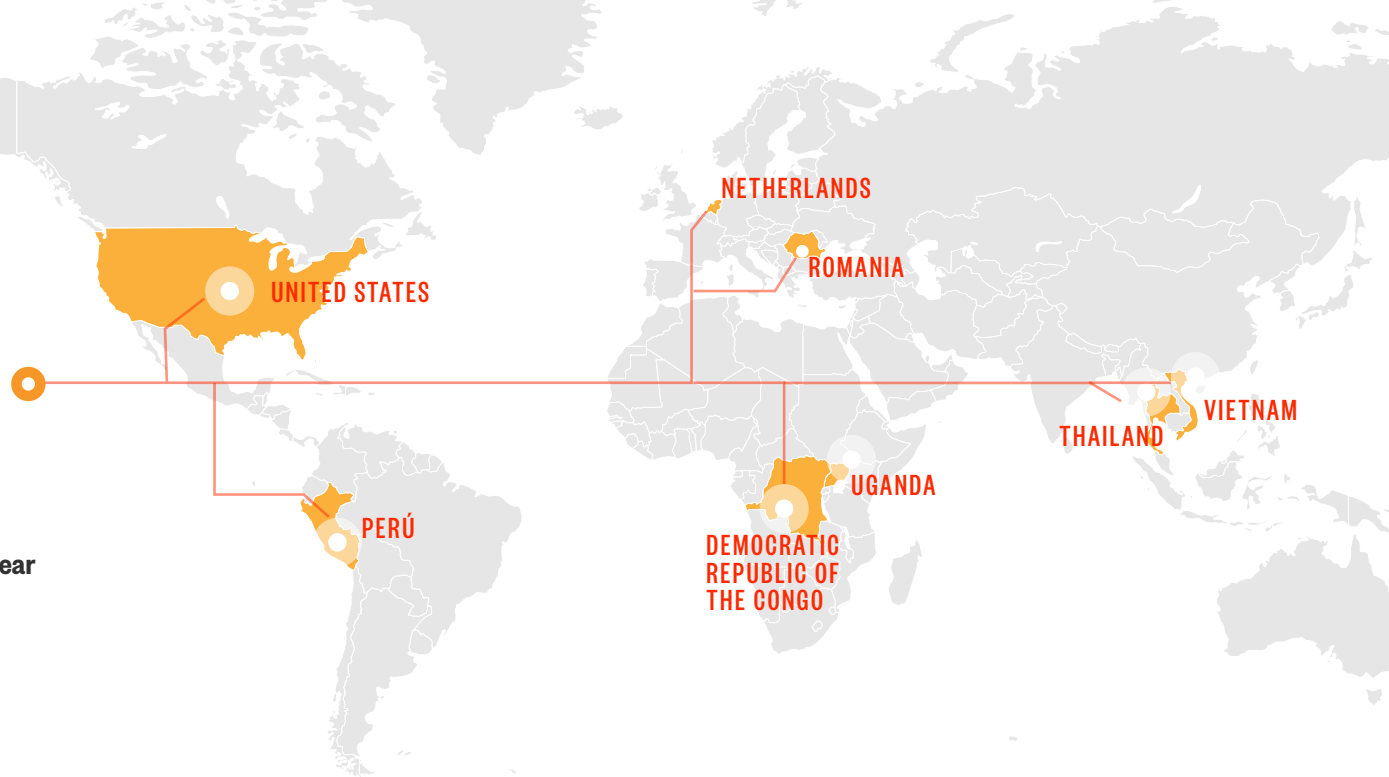 NETHERLANDS
ROMANIA
UNITED STATES
VIETNAM
THAILAND
UGANDA
PERÚ
DEMOCRATIC
REPUBLIC OF
THE CONGO
ear